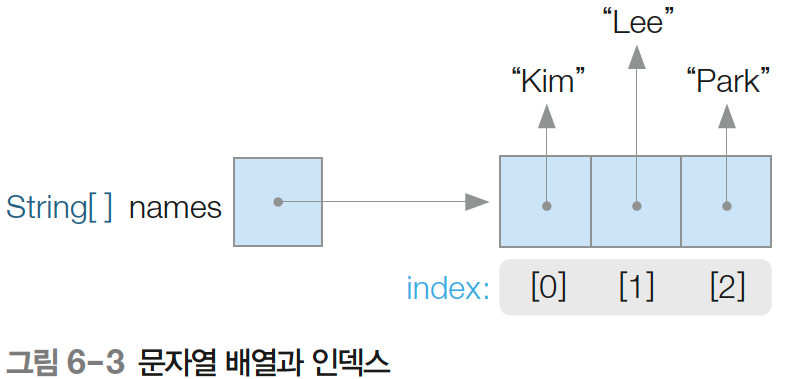 “Lee”
“Kim” “Park”
String[ ] names
index: [0] [1] [2]
그림 6-3 문자열 배열과 인덱스